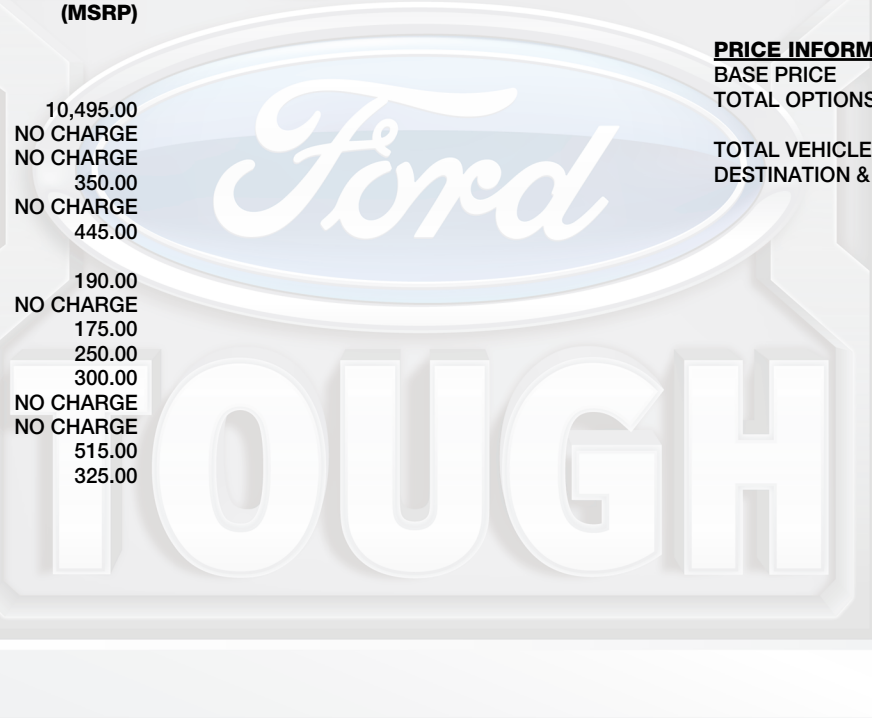 (MSRP)
10,495.00
NO CHARGE
NO CHARGE
350.00
NO CHARGE
445.00
190.00
NO CHARGE
175.00
250.00
300.00
NO CHARGE
NO CHARGE
515.00
325.00
PRICE INFORM
BASE PRICE
TOTAL OPTIONS
TOTAL VEHICLE
DESTINATION &
Ford
TOUGH